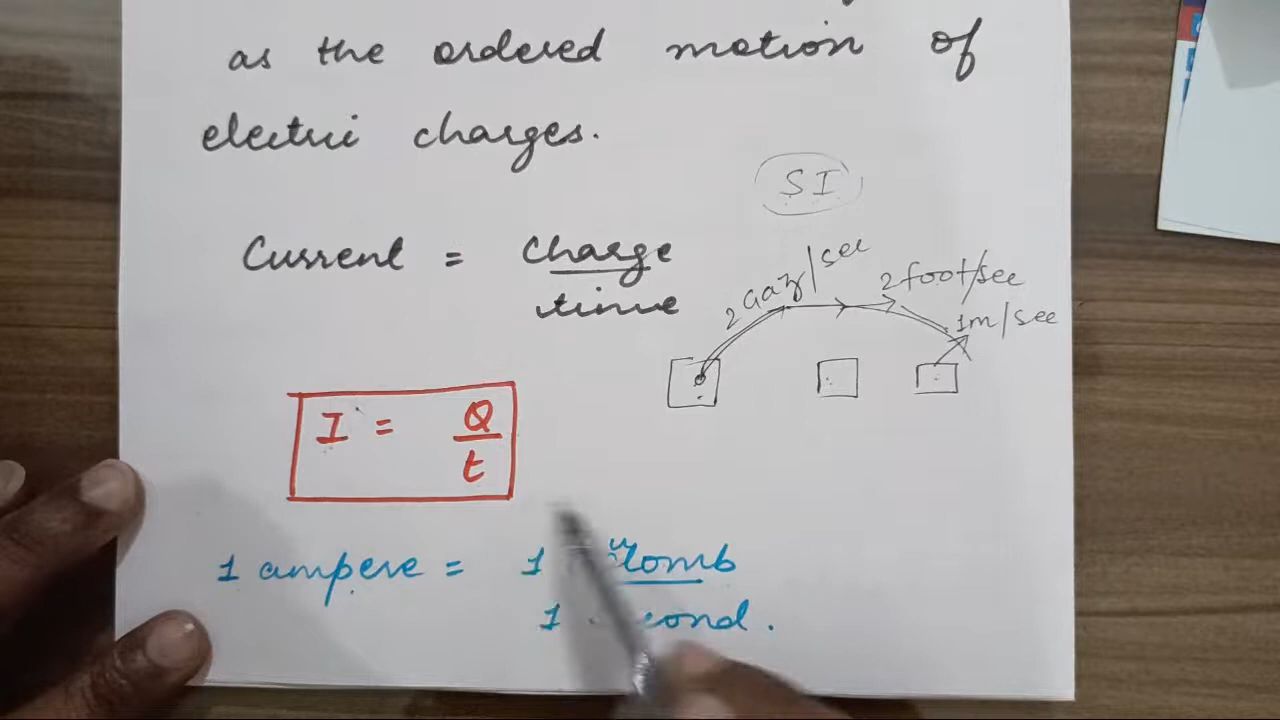 as the ordered motion of
electric charges.
SI
Current = Charge
time
2 gaz/sec
2 foot/sec
1m/sec
I = Q
t
1 ampere = 1
1 second.